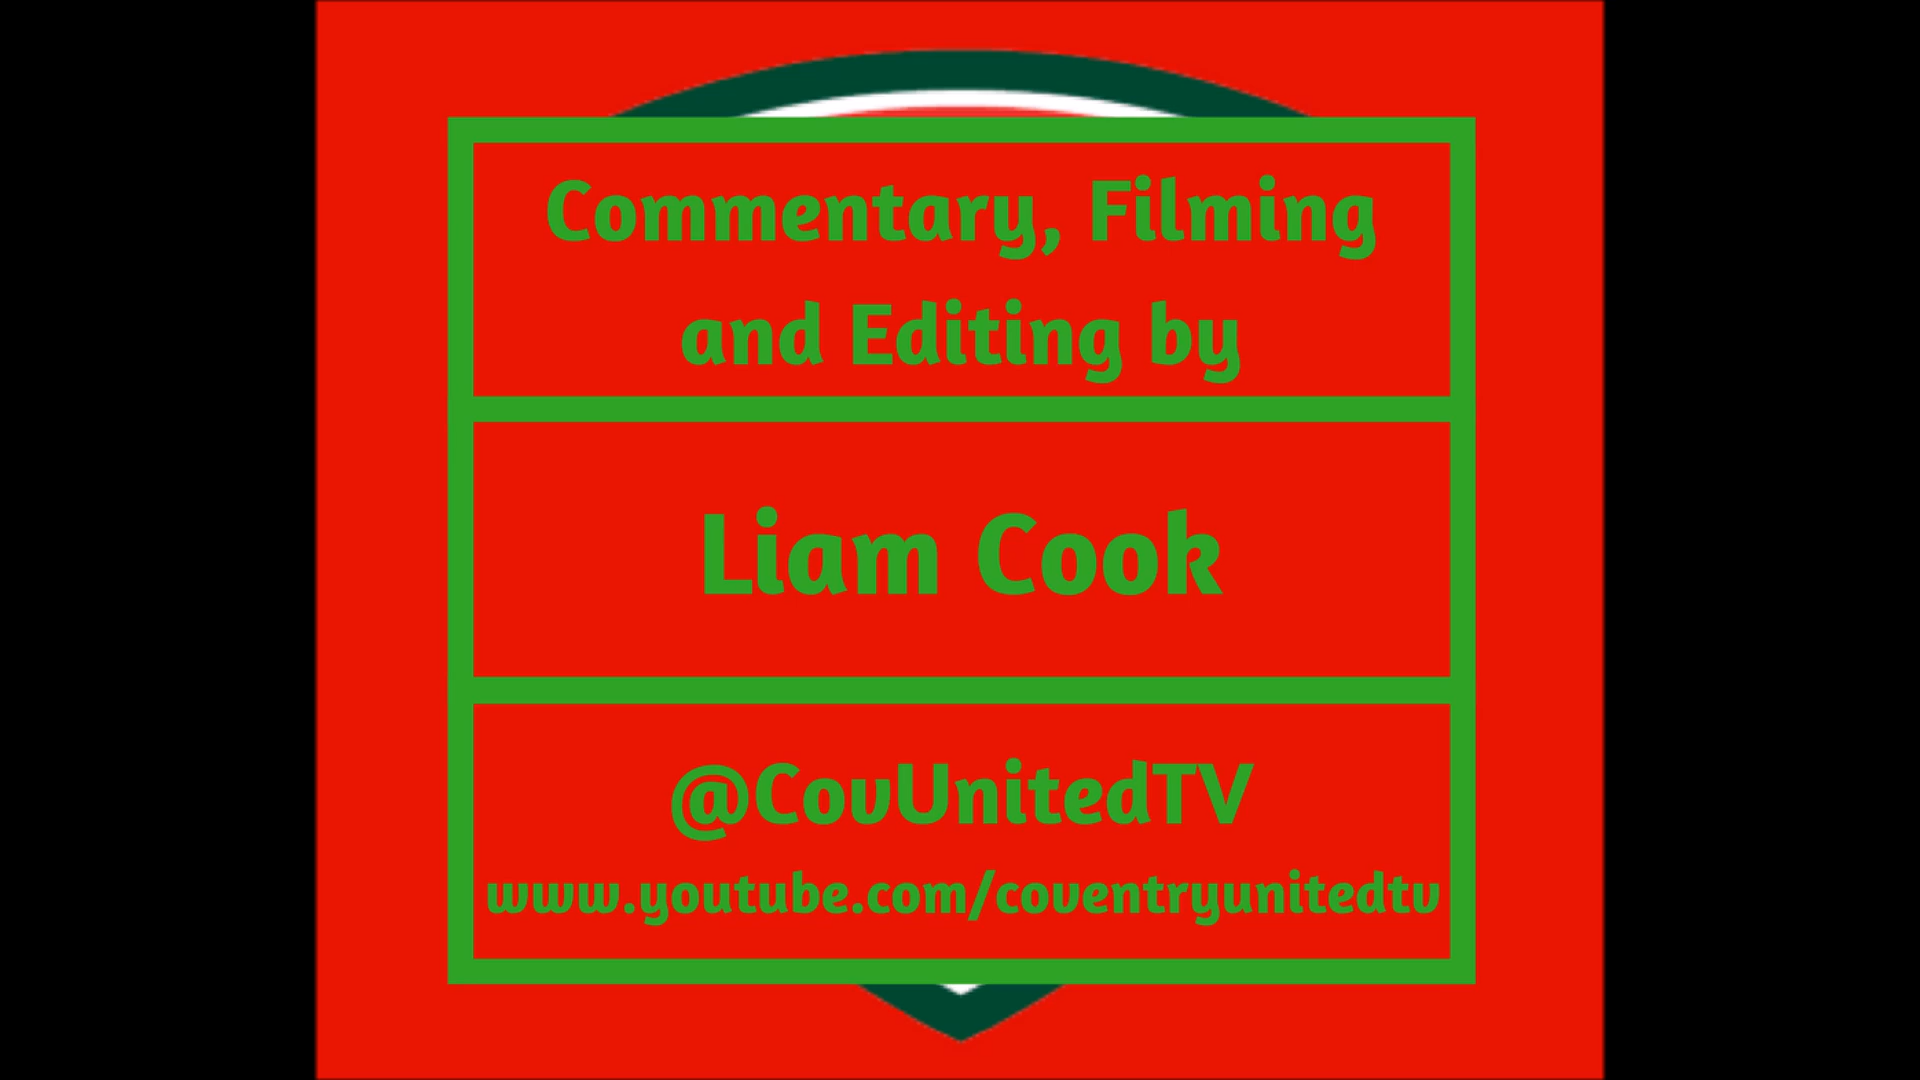 Commentary, Filming
and Editing by
Liam Cook
@CovUnitedTV
www.youtube.com/coventryunitedtv